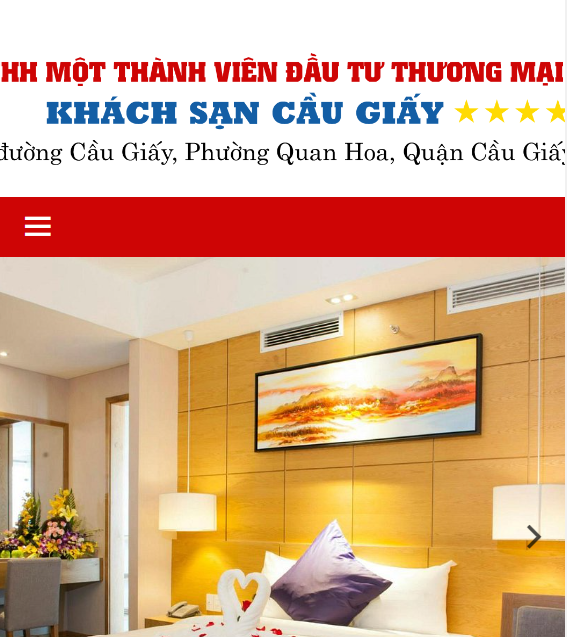 HH MỘT THÀNH VIÊN ĐẦU TƯ THƯƠNG MẠI
KHÁCH SẠN CẦU GIẤY ★★★★
đường Cầu Giấy, Phường Quan Hoa, Quận Cầu Giấy